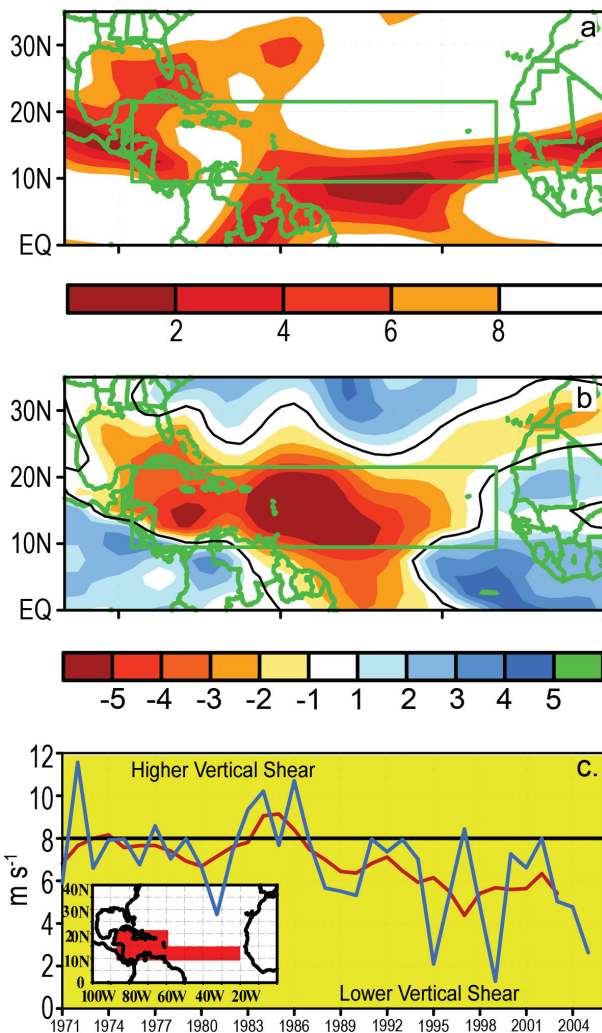 a
30N
20N
10N
EQ
2 4 6 8
b
30N
20N
10N
EQ
-5 -4 -3 -2 -1 1 2 3 4 5
c.
12
10
8
6
4
2
0
m s-1
Higher Vertical Shear
Lower Vertical Shear
40N
30N
20N
10N
0
100W 80W 60W 40W 20W
1971 1974 1977 1980 1983 1986 1989 1992 1995 1998 2001 2004